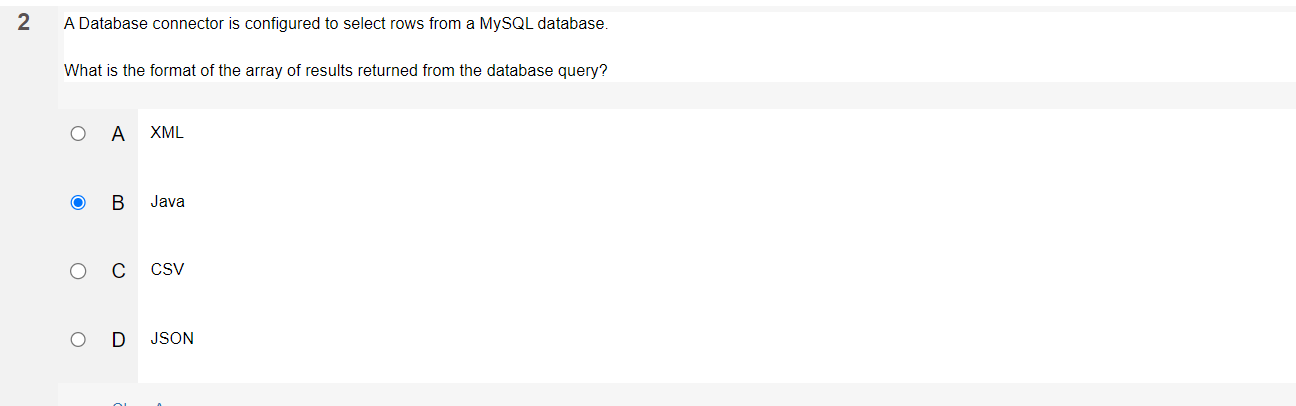 2 A Database connector is configured to select rows from a MySQL database.
What is the format of the array of results returned from the database query?
A XML
B Java
C CSV
D JSON